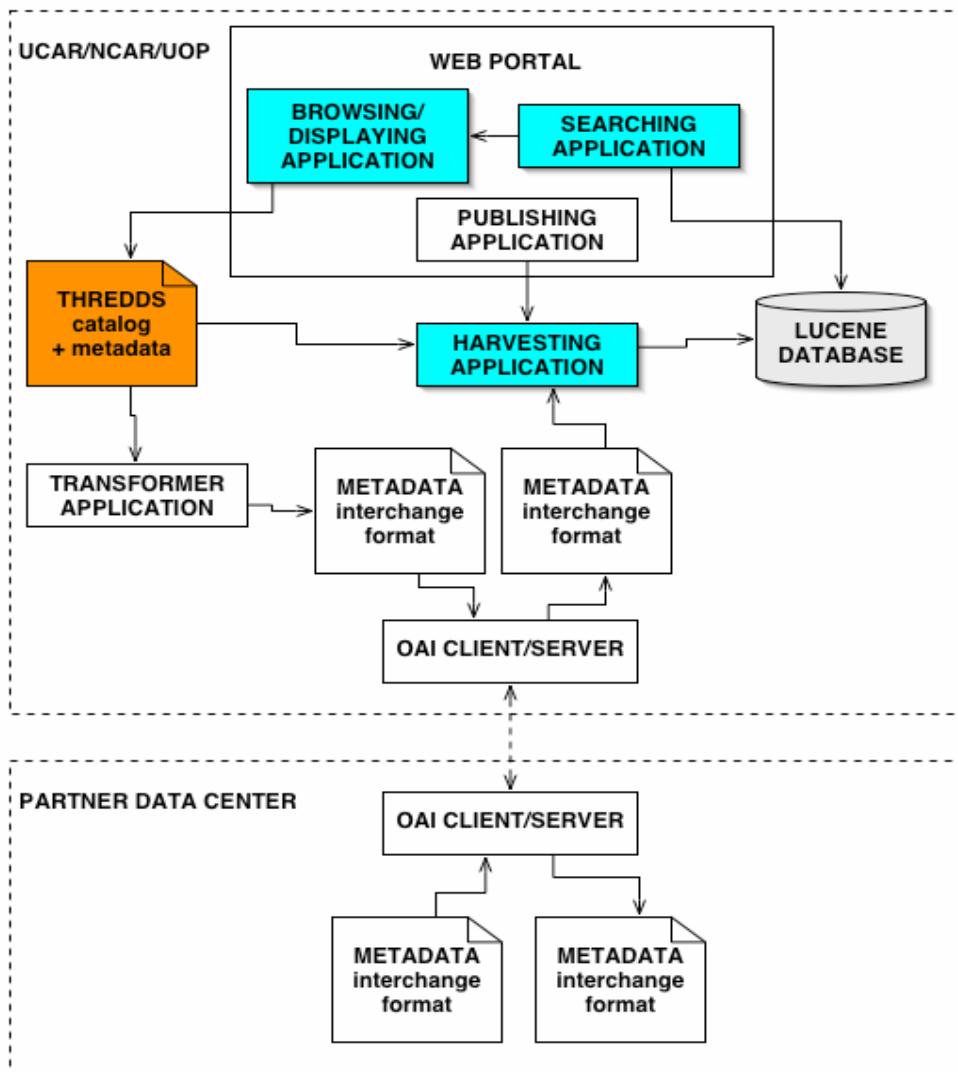 UCAR/NCAR/UOP
WEB PORTAL
BROWSING/
DISPLAYING
APPLICATION
SEARCHING
APPLICATION
PUBLISHING
APPLICATION
THREDDS
catalog
+ metadata
HARVESTING
APPLICATION
LUCENE
DATABASE
TRANSFORMER
APPLICATION
METADATA
interchange
format
METADATA
interchange
format
OAI CLIENT/SERVER
PARTNER DATA CENTER
OAI CLIENT/SERVER
METADATA
interchange
format
METADATA
interchange
format